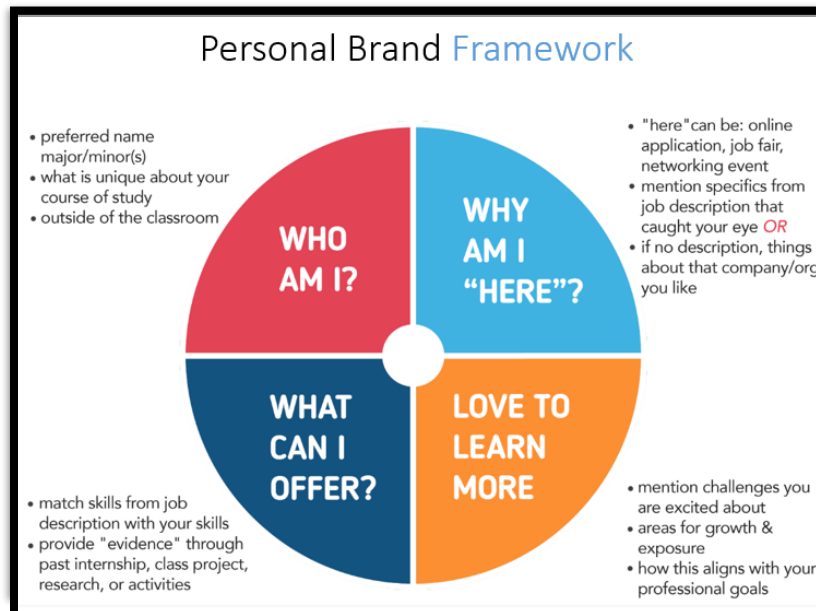 Personal Brand Framework
• preferred name
major/minor(s)
• what is unique about your
course of study
• outside of the classroom
WHO
AM I?
WHY
AM I
“HERE”?
• "here"can be: online
application, job fair,
networking event
• mention specifics from
job description that
caught your eye OR
• if no description, things
about that company/org
you like
WHAT
CAN I
OFFER?
• match skills from job
description with your skills
• provide "evidence" through
past internship, class project,
research, or activities
LOVE TO
LEARN
MORE
• mention challenges you
are excited about
• areas for growth &
exposure
• how this aligns with your
professional goals